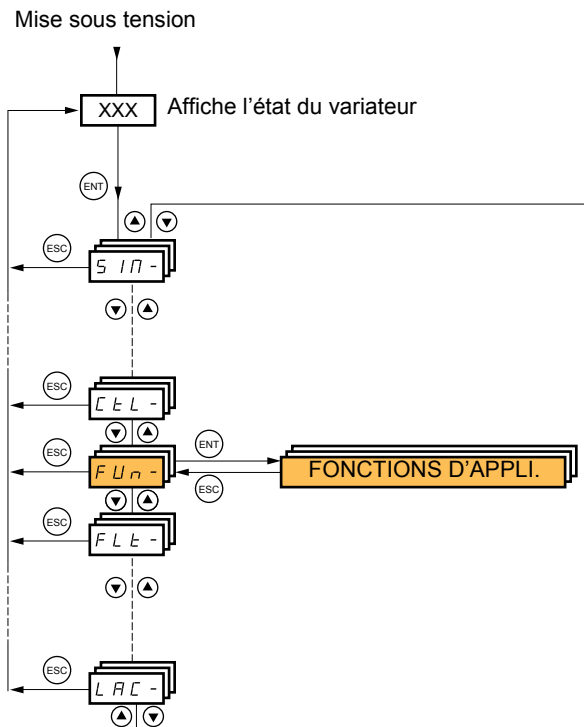 Mise sous tension
XXX Affiche l'état du variateur
ENT
ESC
SIM-
ESC
CtL-
ESC ENT
FUn- FONCTIONS D'APPLI.
ESC
ESC
FLt-
ESC
LAC-